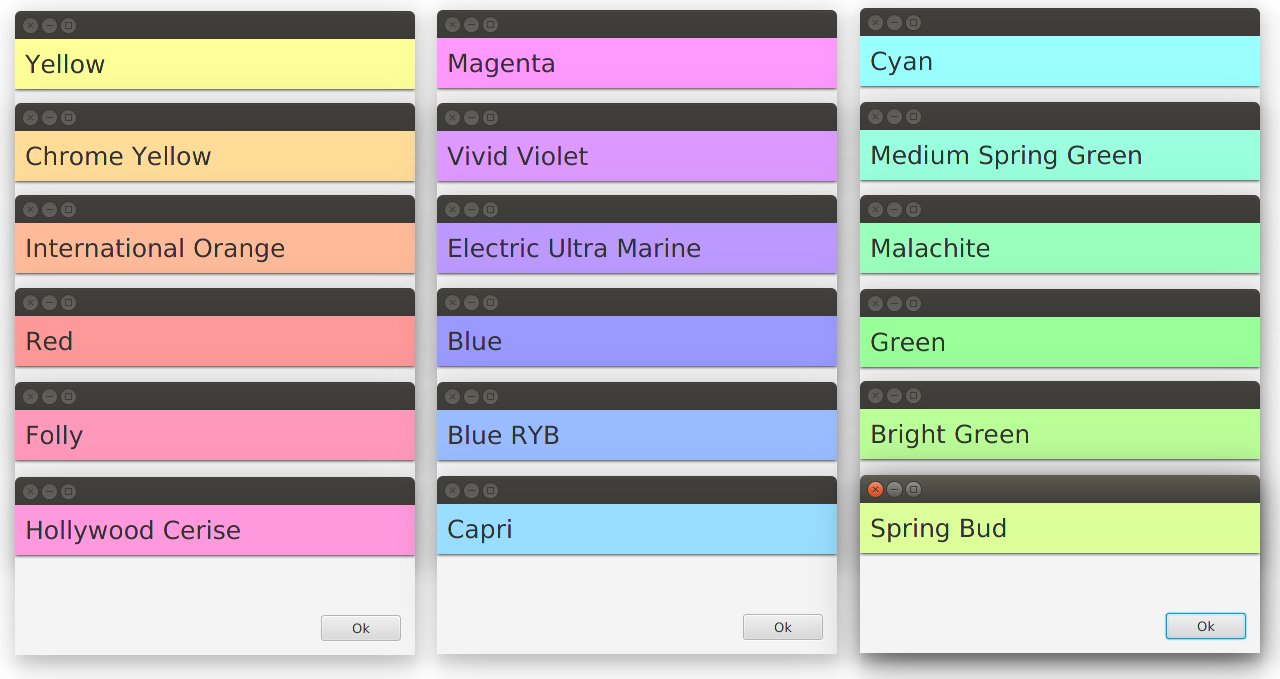 Yellow
Chrome Yellow
International Orange
Red
Folly
Hollywood Cerise
Ok
Magenta
Vivid Violet
Electric Ultra Marine
Blue
Blue RYB
Capri
Ok
Cyan
Medium Spring Green
Malachite
Green
Bright Green
Spring Bud
Ok